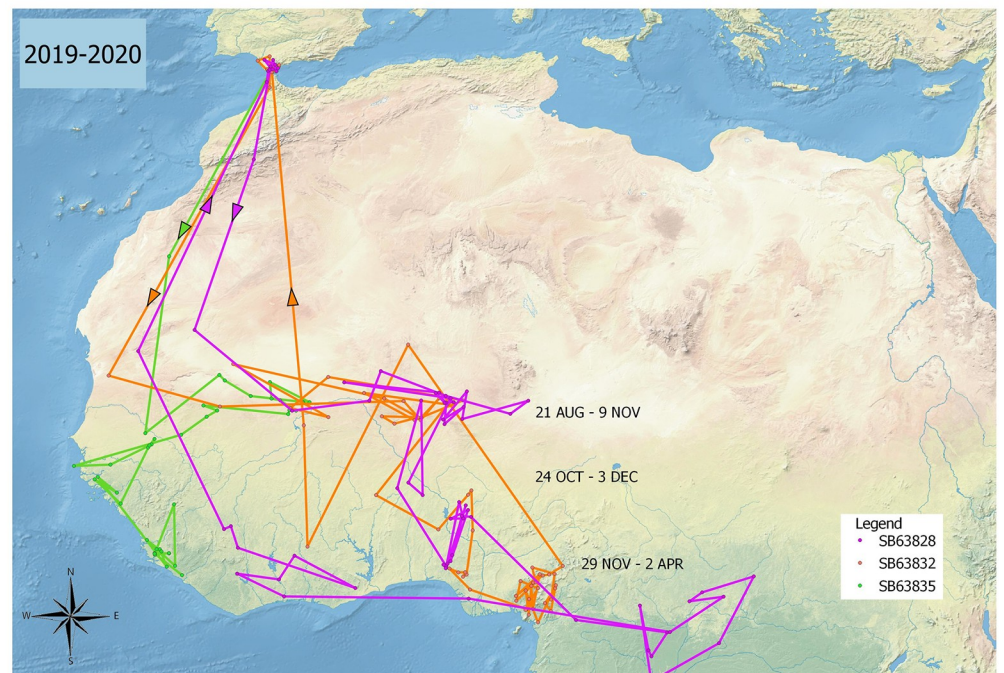 2019-2020
21 AUG - 9 NOV
24 OCT - 3 DEC
29 NOV - 2 APR
Legend
SB63828
SB63832
SB63835
N
W E
S